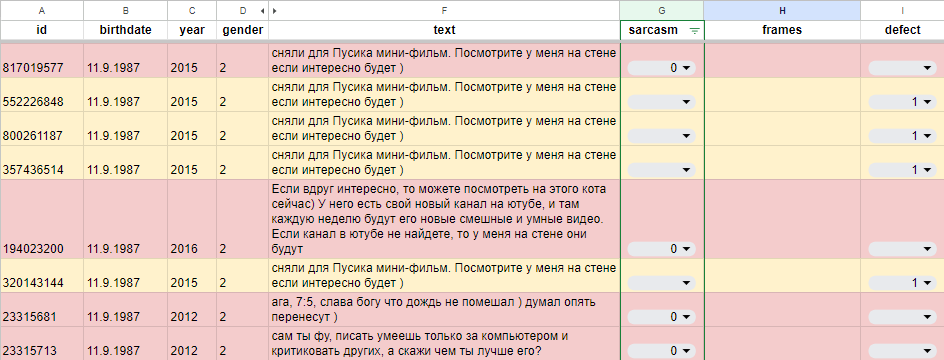 A B C D F G H I
id birthdate year gender text sarcasm frames defect
сняли для Пусика мини-фильм. Посмотрите у меня на стене
817019577 11.9.1987 2015 2 если интересно будет ) 0
сняли для Пусика мини-фильм. Посмотрите у меня на стене
552226848 11.9.1987 2015 2 если интересно будет ) 1
сняли для Пусика мини-фильм. Посмотрите у меня на стене
800261187 11.9.1987 2015 2 если интересно будет ) 1
сняли для Пусика мини-фильм. Посмотрите у меня на стене
357436514 11.9.1987 2015 2 если интересно будет ) 1
Если вдруг интересно, то можете посмотреть на этого кота
сейчас) У него есть свой новый канал на ютубе, и там
каждую неделю будут его новые смешные и умные видео.
Если канал в ютубе не найдете, то у меня на стене они
194023200 11.9.1987 2016 2 будут 0
сняли для Пусика мини-фильм. Посмотрите у меня на стене
320143144 11.9.1987 2015 2 если интересно будет ) 1
ага, 7:5, слава богу что дождь не помешал ) думал опять
23315681 11.9.1987 2012 2 перенесут ) 0
сам ты фу, писать умеешь только за компьютером и
23315713 11.9.1987 2012 2 критиковать других, а скажи чем ты лучше его? 0